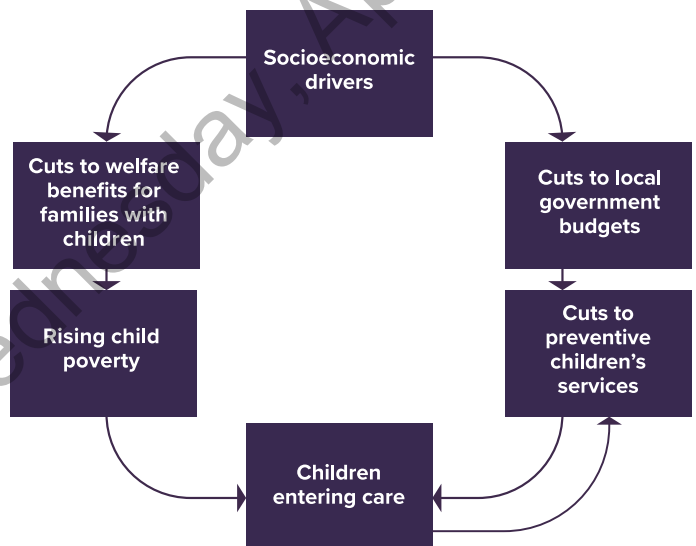 Socioeconomic
drivers
Cuts to welfare
benefits for
families with
children
Cuts to local
government
budgets
Rising child
poverty
Cuts to
preventive
children’s
services
Children
entering care